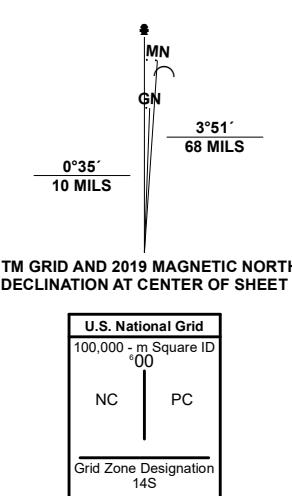 MN
GN
3°51´
68 MILS
0°35´
10 MILS
TM GRID AND 2019 MAGNETIC NORTH
DECLINATION AT CENTER OF SHEET
U.S. National Grid
100,000 - m Square ID
⁶00
NC PC
Grid Zone Designation
14S